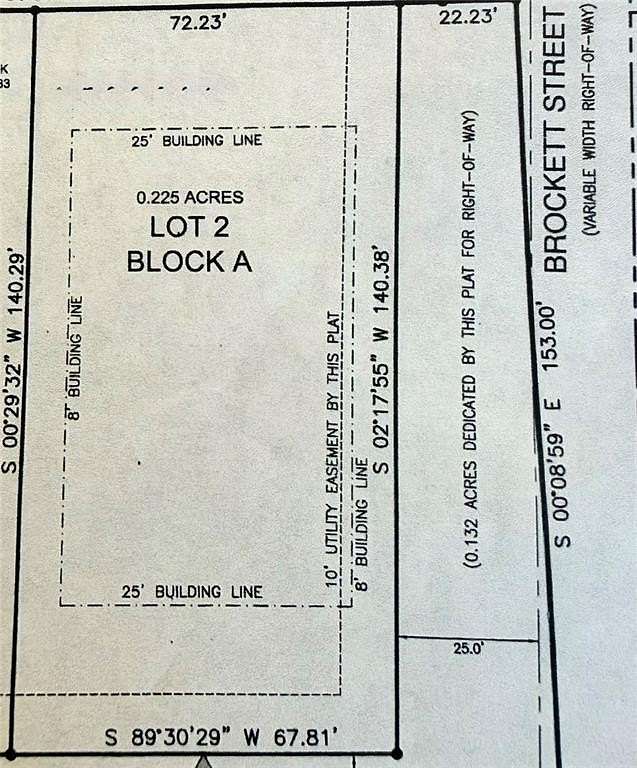 72.23'
22.23'
K
33
25' BUILDING LINE
0.225 ACRES
LOT 2
BLOCK A
S 00°29'32" W 140.29'
8' BUILDING LINE
10' UTILITY EASEMENT BY THIS PLAT
8' BUILDING LINE
S 02°17'55" W 140.38'
(0.132 ACRES DEDICATED BY THIS PLAT FOR RIGHT-OF-WAY)
S 00°08'59" E 153.00'
BROCKETT STREET
(VARIABLE WIDTH RIGHT-OF-WAY)
25' BUILDING LINE
25.0'
S 89°30'29" W 67.81'